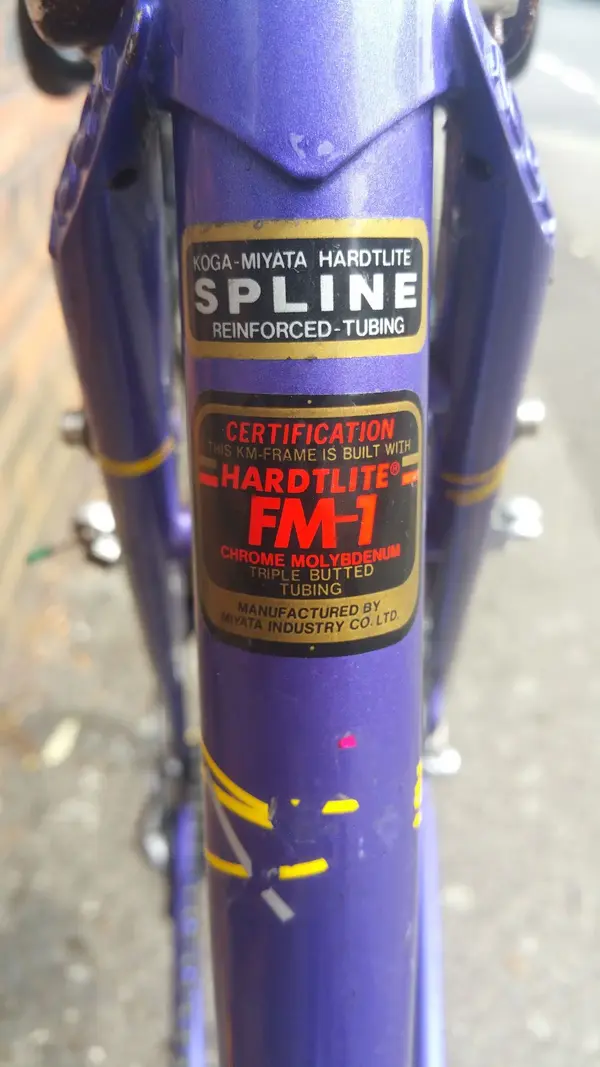 KOGA-MIYATA HARDTLITE
SPLINE
REINFORCED-TUBING
CERTIFICATION
THIS KM-FRAME IS BUILT WITH
HARDTLITE®
FM-1
CHROME MOLYBDENUM
TRIPLE BUTTED
TUBING
MANUFACTURED BY
MIYATA INDUSTRY CO. LTD.